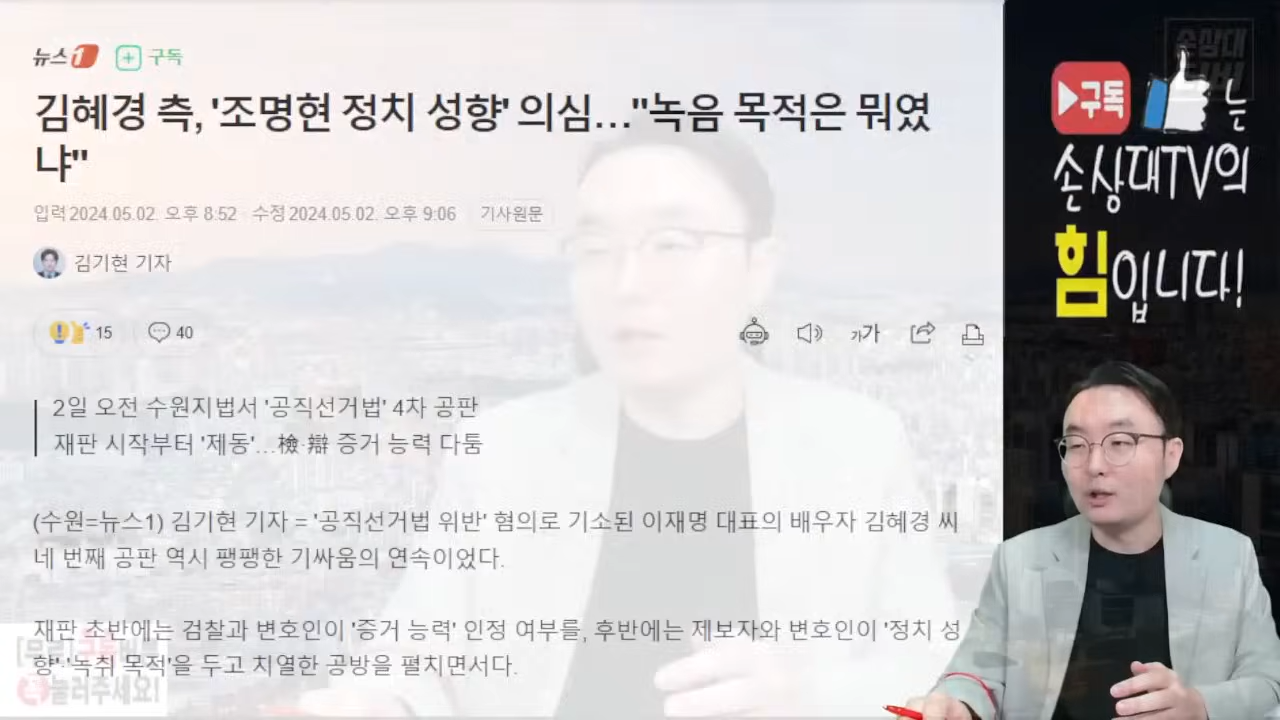 뉴스1 구독
김혜경 측, '조명현 정치 성향' 의심…"녹음 목적은 뭐였
냐"
입력 2024.05.02. 오후 8:52 · 수정 2024.05.02. 오후 9:06 기사원문
김기현 기자
15 40
가가
2일 오전 수원지법서 '공직선거법' 4차 공판
재판 시작부터 '제동'…檢·辯 증거 능력 다툼
(수원=뉴스1) 김기현 기자 = '공직선거법 위반' 혐의로 기소된 이재명 대표의 배우자 김혜경 씨
네 번째 공판 역시 팽팽한 기싸움의 연속이었다.
재판 초반에는 검찰과 변호인이 '증거 능력' 인정 여부를, 후반에는 제보자와 변호인이 '정치 성
향'·'녹취 목적'을 두고 치열한 공방을 펼치면서다.
눌러주세요!
손상대
구독 는
손상대TV의
힘입니다!